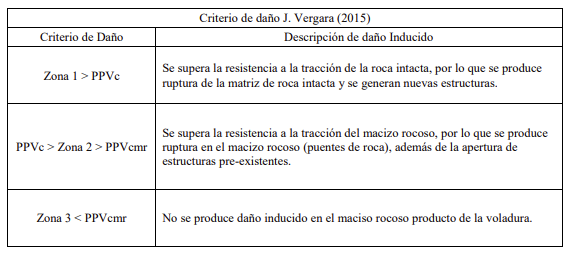 Criterio de daño J. Vergara (2015)
Criterio de Daño
Descripción de daño Inducido
Zona 1 > PPVc
Se supera la resistencia a la tracción de la roca intacta, por lo que se produce
ruptura de la matriz de roca intacta y se generan nuevas estructuras.
PPVc > Zona 2 > PPVcmr
Se supera la resistencia a la tracción del macizo rocoso, por lo que se produce
ruptura en el macizo rocoso (puentes de roca), además de la apertura de
estructuras pre-existentes.
Zona 3 < PPVcmr
No se produce daño inducido en el maciso rocoso producto de la voladura.